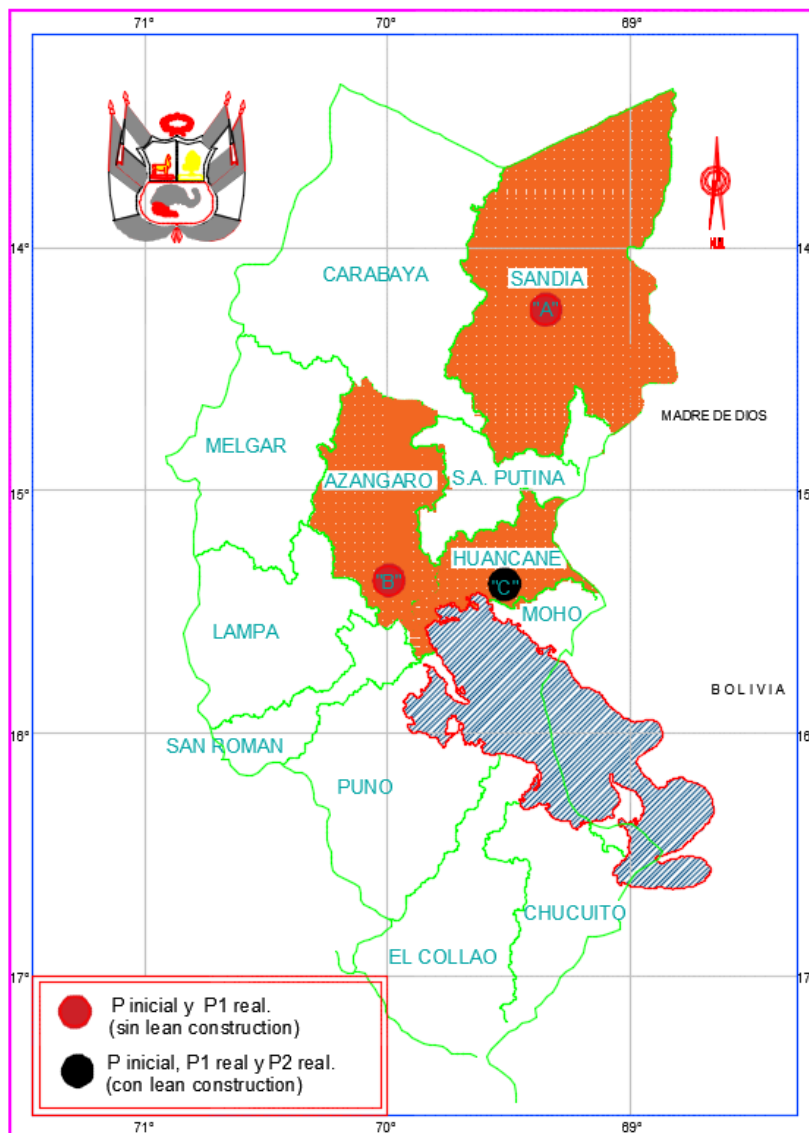 71°
70°
69°
14°
14°
CARABAYA
SANDIA
"A"
MADRE DE DIOS
MELGAR
AZANGARO
S.A. PUTINA
15°
15°
HUANCANE
"B"
"C"
MOHO
LAMPA
BOLIVIA
16°
16°
SAN ROMAN
PUNO
CHUCUITO
EL COLLAO
17°
17°
P inicial y P1 real.
(sin lean construction)
P inicial, P1 real y P2 real.
(con lean construction)
71°
70°
69°